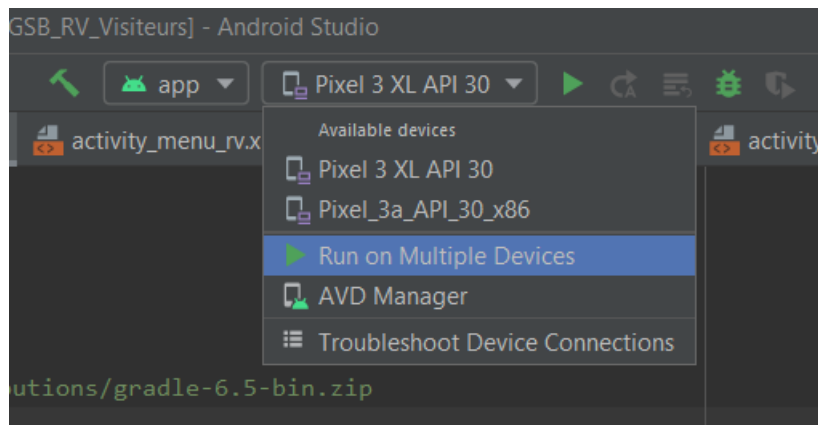 GSB_RV_Visiteurs] - Android Studio
app Pixel 3 XL API 30
activity_menu_rv.x activity
Available devices
Pixel 3 XL API 30
Pixel_3a_API_30_x86
Run on Multiple Devices
AVD Manager
Troubleshoot Device Connections
utions/gradle-6.5-bin.zip